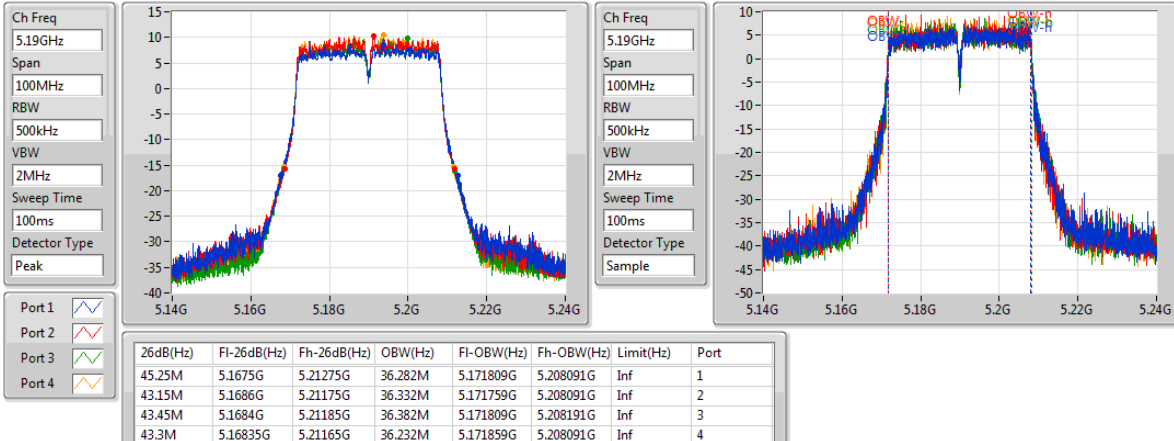 Ch Freq
5.19GHz
Span
100MHz
RBW
500kHz
VBW
2MHz
Sweep Time
100ms
Detector Type
Peak
15
10
5
0
-5
-10
-15
-20
-25
-30
-35
-40
5.14G 5.16G 5.18G 5.2G 5.22G 5.24G
Ch Freq
5.19GHz
Span
100MHz
RBW
500kHz
VBW
2MHz
Sweep Time
100ms
Detector Type
Sample
10
5
0
-5
-10
-15
-20
-25
-30
-35
-40
-45
-50
5.14G 5.16G 5.18G 5.2G 5.22G 5.24G
Port 1
Port 2
Port 3
Port 4
26dB(Hz) Fl-26dB(Hz) Fh-26dB(Hz) OBW(Hz) Fl-OBW(Hz) Fh-OBW(Hz) Limit(Hz) Port
45.25M 5.1675G 5.21275G 36.282M 5.171809G 5.208091G Inf 1
43.15M 5.1686G 5.21175G 36.332M 5.171759G 5.208091G Inf 2
43.45M 5.1684G 5.21185G 36.382M 5.171809G 5.208191G Inf 3
43.3M 5.16835G 5.21165G 36.232M 5.171859G 5.208091G Inf 4